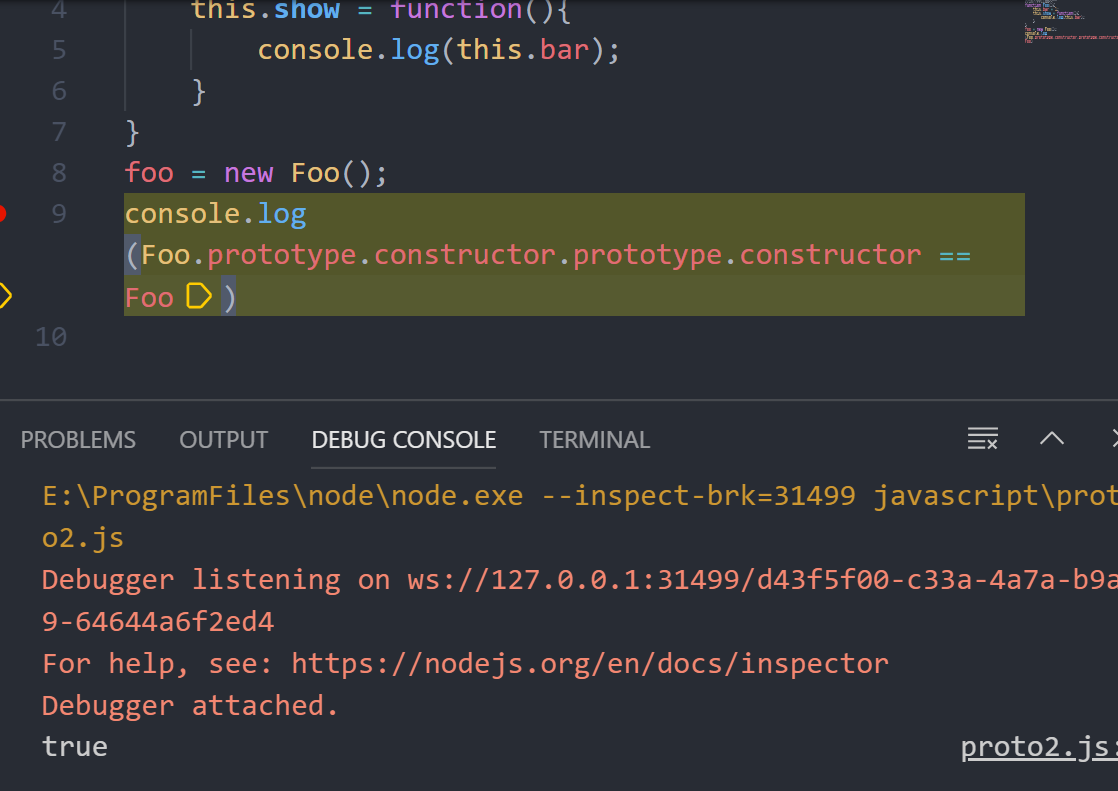 4 this.show = function(){
5 console.log(this.bar);
6 }
7 }
8 foo = new Foo();
9 console.log
(Foo.prototype.constructor.prototype.constructor ==
Foo )
10
PROBLEMS OUTPUT DEBUG CONSOLE TERMINAL
E:\ProgramFiles\node\node.exe --inspect-brk=31499 javascript\prot
o2.js
Debugger listening on ws://127.0.0.1:31499/d43f5f00-c33a-4a7a-b9a
9-64644a6f2ed4
For help, see: https://nodejs.org/en/docs/inspector
Debugger attached.
true proto2.js: